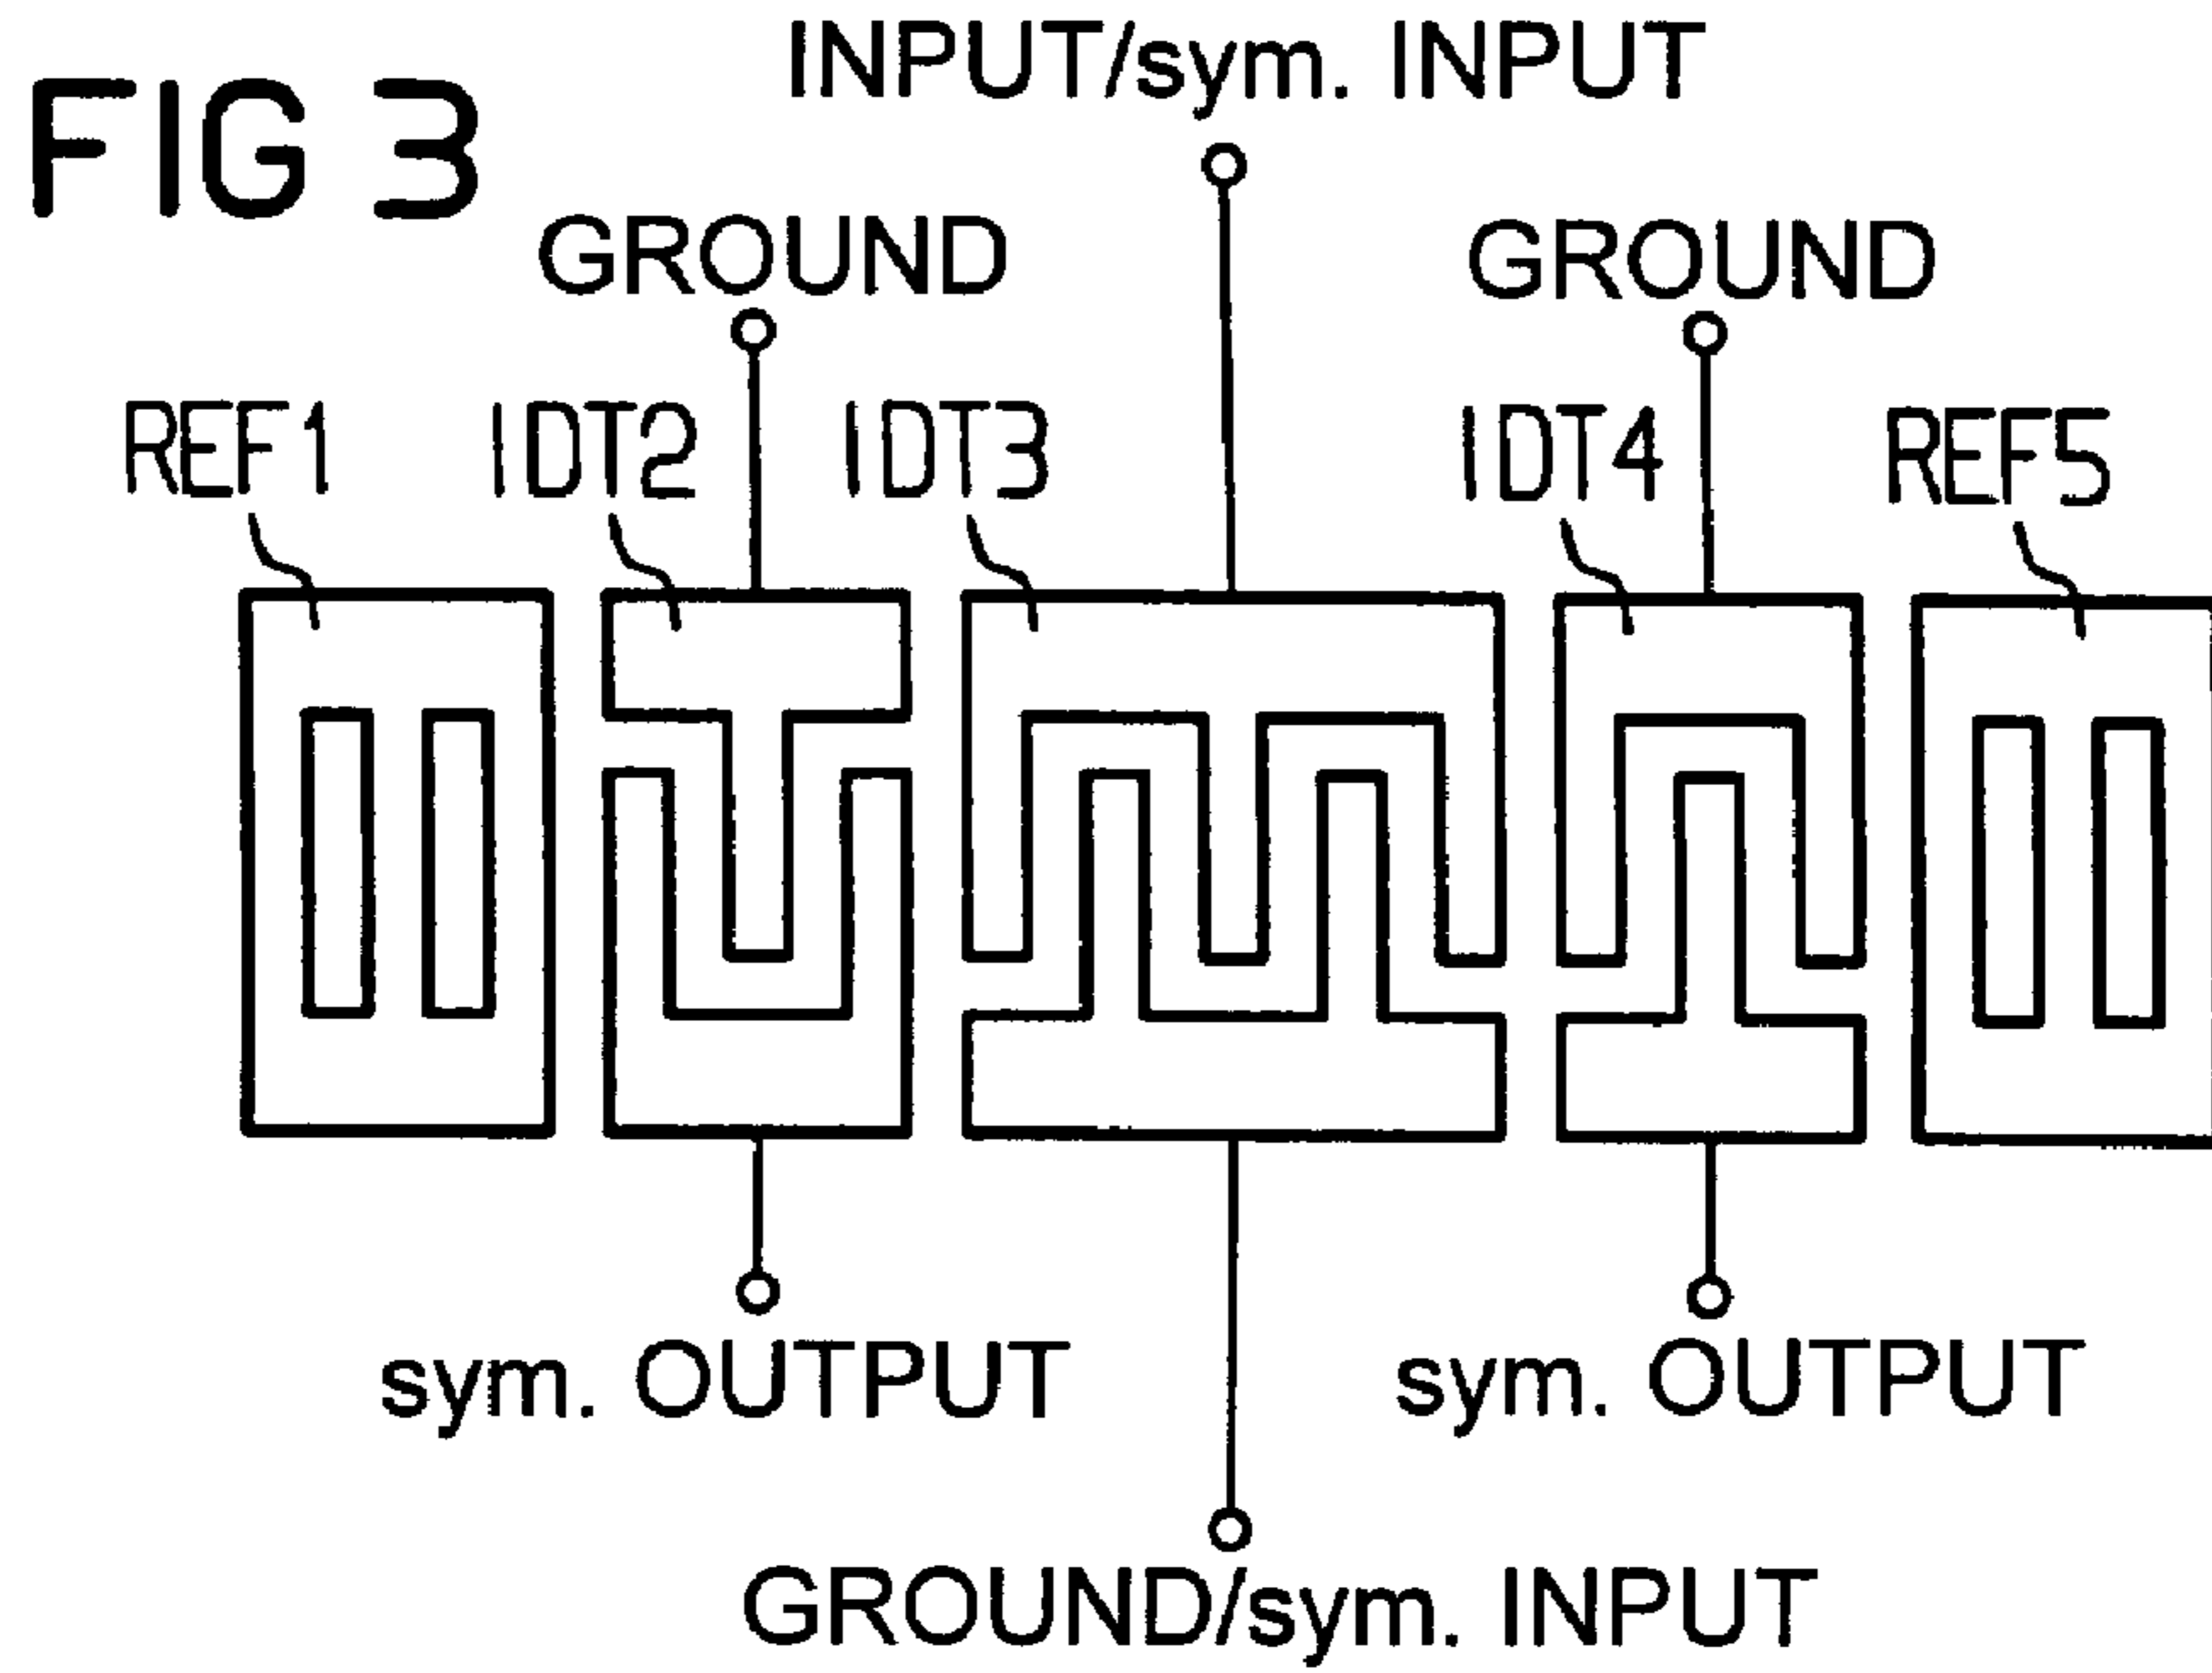 FIG 3
INPUT/sym. INPUT
GROUND
GROUND
REF1
IDT2
IDT3
IDT4
REF5
sym. OUTPUT
sym. OUTPUT
GROUND/sym. INPUT